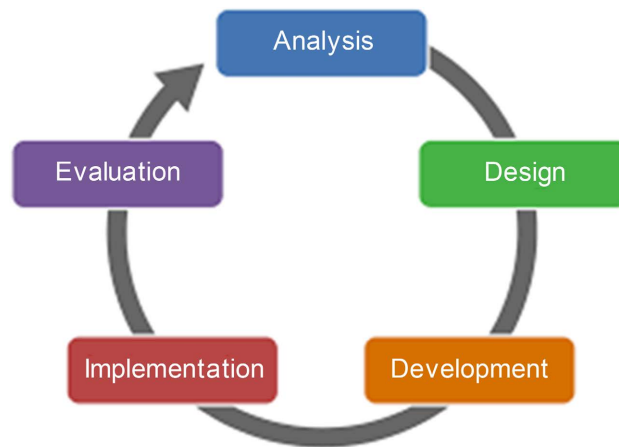 Analysis
Design
Development
Implementation
Evaluation